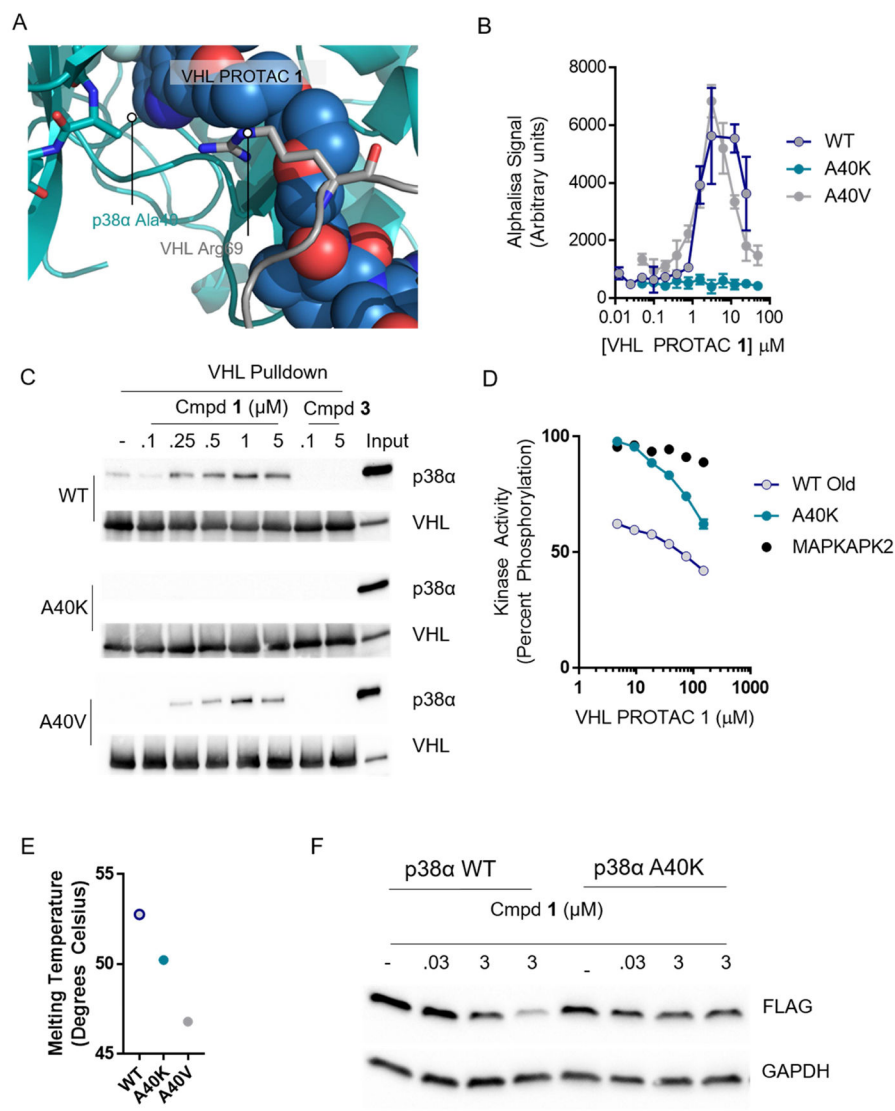 A
VHL PROTAC 1
p38α Ala40
VHL Arg69
B
Alphalisa Signal
(Arbitrary units)
8000
6000
4000
2000
0
0.01 0.1 1 10 100
[VHL PROTAC 1] μM
WT
A40K
A40V
C
VHL Pulldown
Cmpd 1 (μM) Cmpd 3
- .1 .25 .5 1 5 .1 5 Input
WT
p38α
VHL
A40K
p38α
VHL
A40V
p38α
VHL
D
Kinase Activity
(Percent Phosphorylation)
100
50
0
1 10 100 1000
VHL PROTAC 1 (μM)
WT Old
A40K
MAPKAPK2
E
Melting Temperature
(Degrees Celsius)
55
50
45
WT A40K A40V
F
p38α WT p38α A40K
Cmpd 1 (μM)
- .03 3 3 - .03 3 3
FLAG
GAPDH